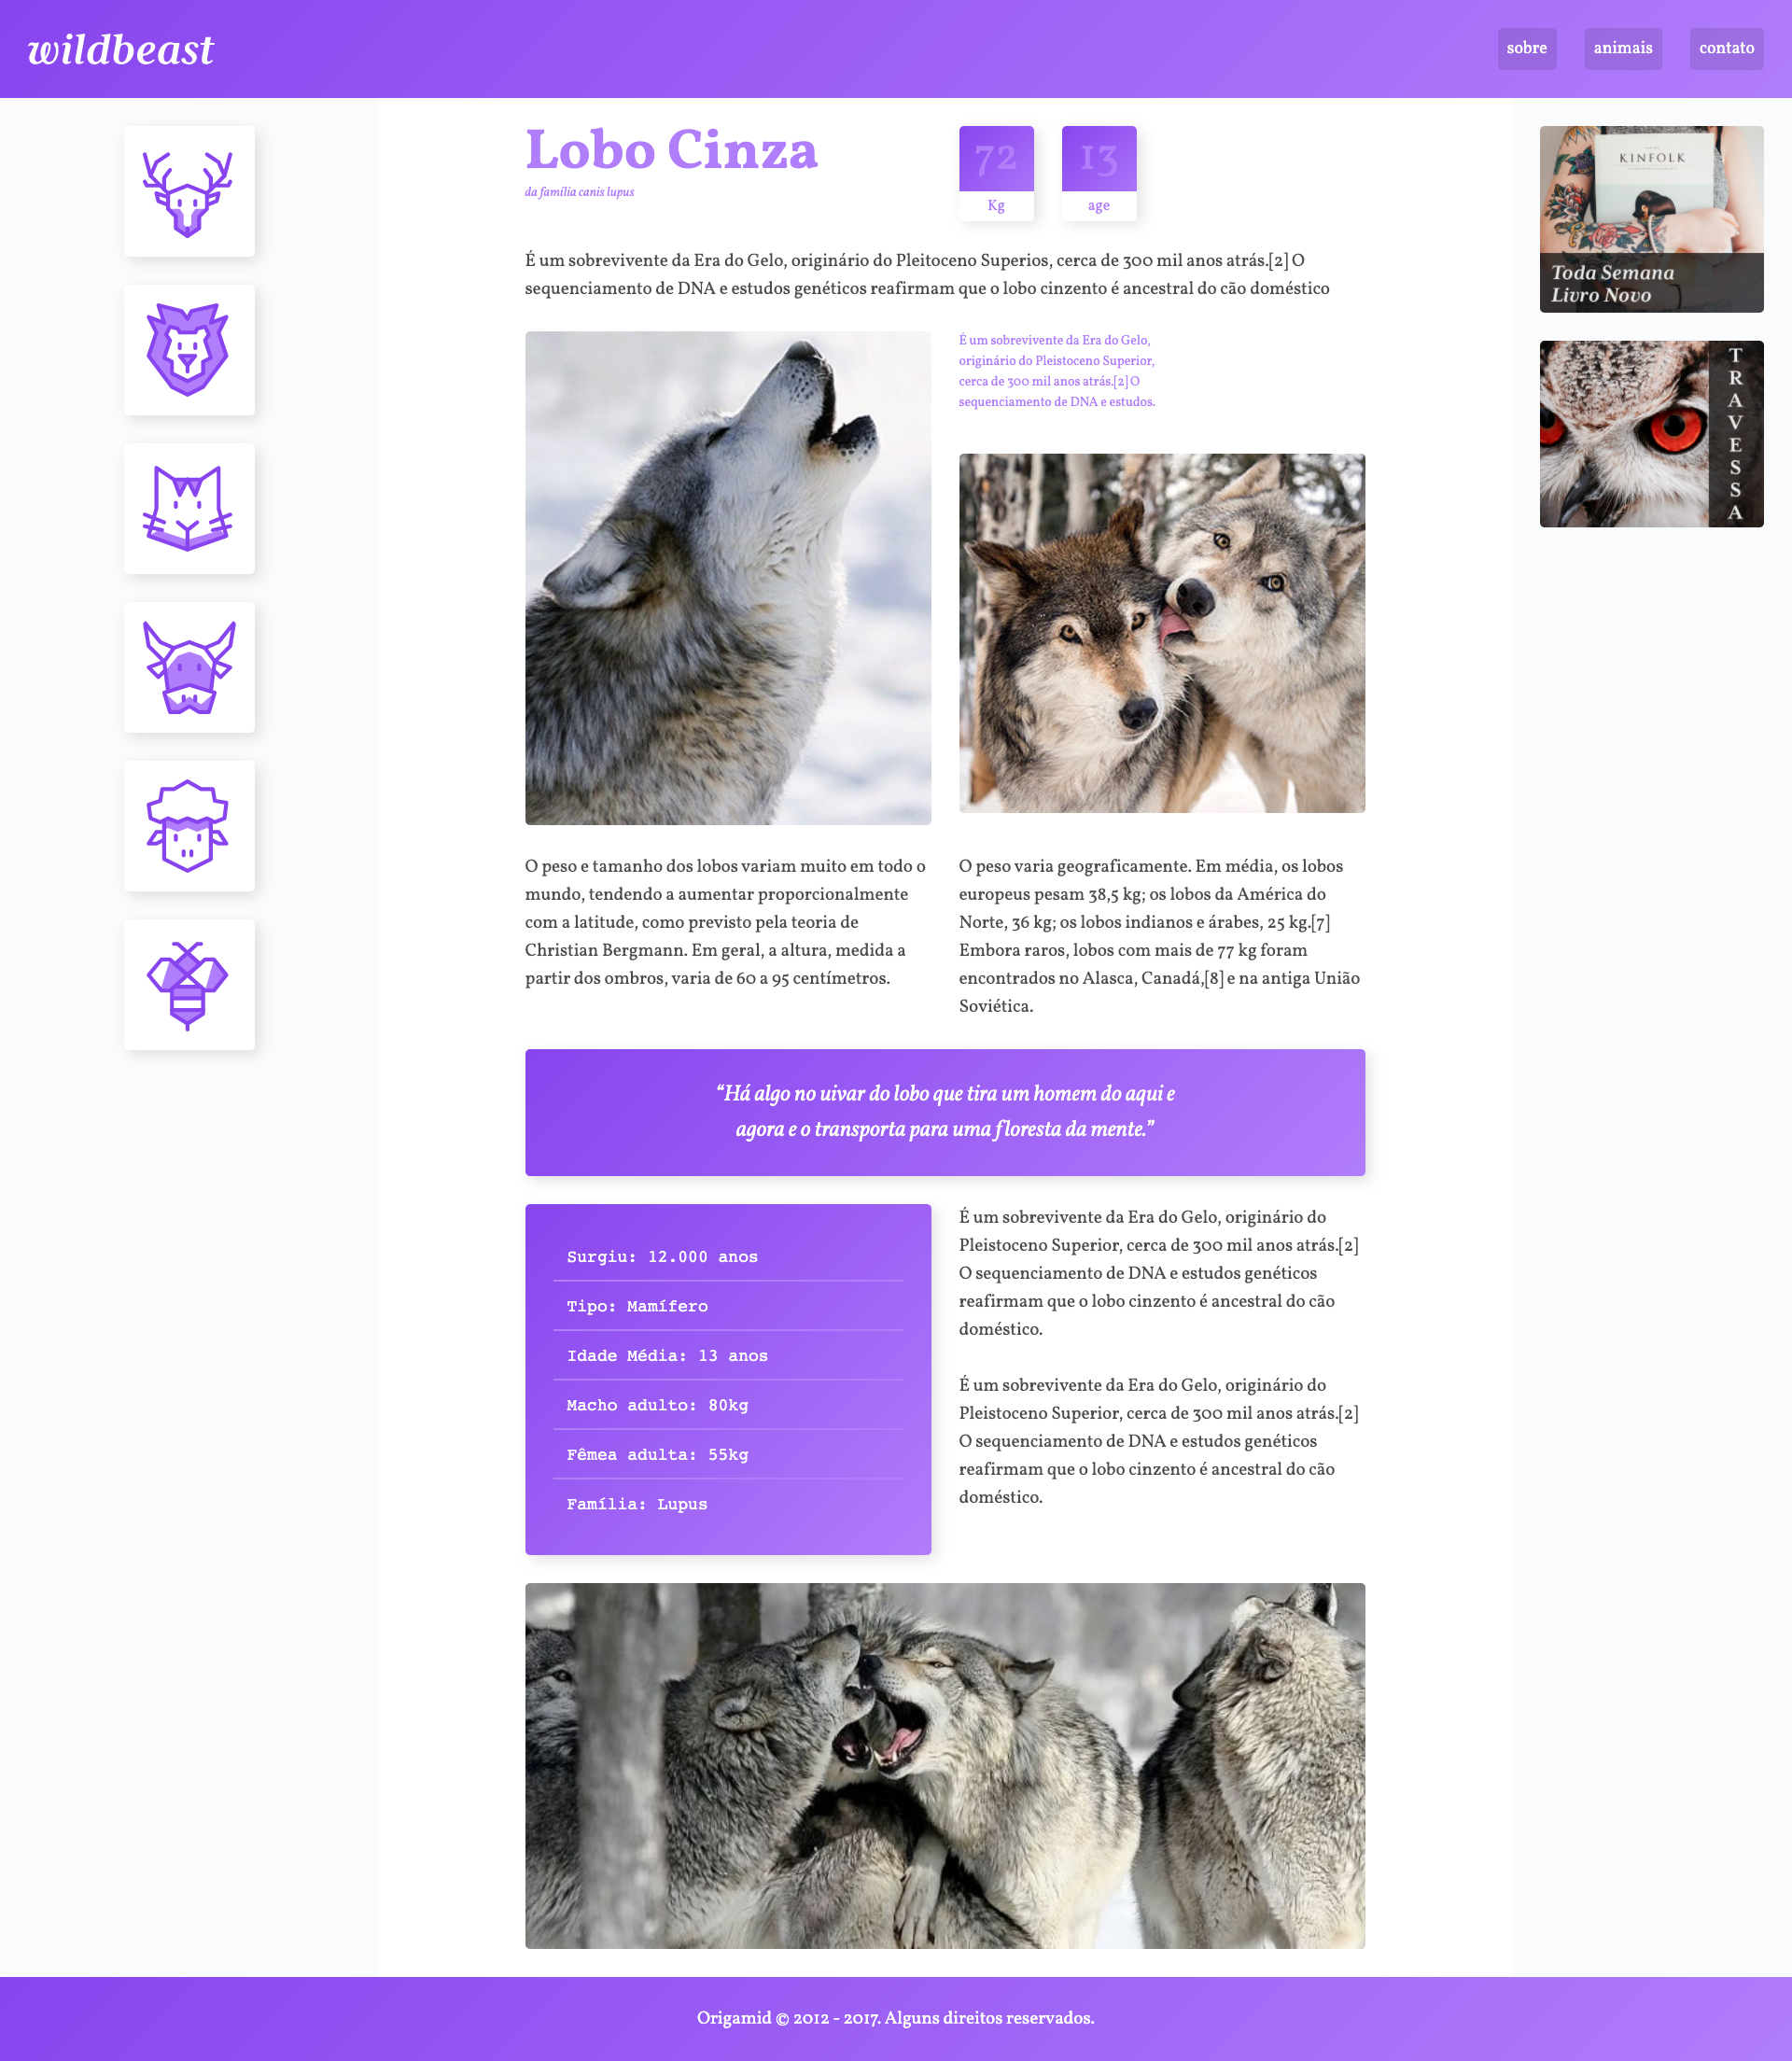 wildbeast
sobre
animais
contato
Lobo Cinza
da família canis lupus
72
Kg
13
age
É um sobrevivente da Era do Gelo, originário do Pleitoceno Superios, cerca de 300 mil anos atrás.[2] O
sequenciamento de DNA e estudos genéticos reafirmam que o lobo cinzento é ancestral do cão doméstico
É um sobrevivente da Era do Gelo,
originário do Pleistoceno Superior,
cerca de 300 mil anos atrás.[2] O
sequenciamento de DNA e estudos.
KINFOLK
Toda Semana
Livro Novo
TRAVESSA
O peso e tamanho dos lobos variam muito em todo o
mundo, tendendo a aumentar proporcionalmente
com a latitude, como previsto pela teoria de
Christian Bergmann. Em geral, a altura, medida a
partir dos ombros, varia de 60 a 95 centímetros.
O peso varia geograficamente. Em média, os lobos
europeus pesam 38,5 kg; os lobos da América do
Norte, 36 kg; os lobos indianos e árabes, 25 kg.[7]
Embora raros, lobos com mais de 77 kg foram
encontrados no Alasca, Canadá,[8] e na antiga União
Soviética.
“Há algo no uivar do lobo que tira um homem do aqui e
agora e o transporta para uma floresta da mente.”
Surgiu: 12.000 anos
Tipo: Mamífero
Idade Média: 13 anos
Macho adulto: 80kg
Fêmea adulta: 55kg
Família: Lupus
É um sobrevivente da Era do Gelo, originário do
Pleistoceno Superior, cerca de 300 mil anos atrás.[2]
O sequenciamento de DNA e estudos genéticos
reafirmam que o lobo cinzento é ancestral do cão
doméstico.
É um sobrevivente da Era do Gelo, originário do
Pleistoceno Superior, cerca de 300 mil anos atrás.[2]
O sequenciamento de DNA e estudos genéticos
reafirmam que o lobo cinzento é ancestral do cão
doméstico.
Origamid © 2012 - 2017. Alguns direitos reservados.